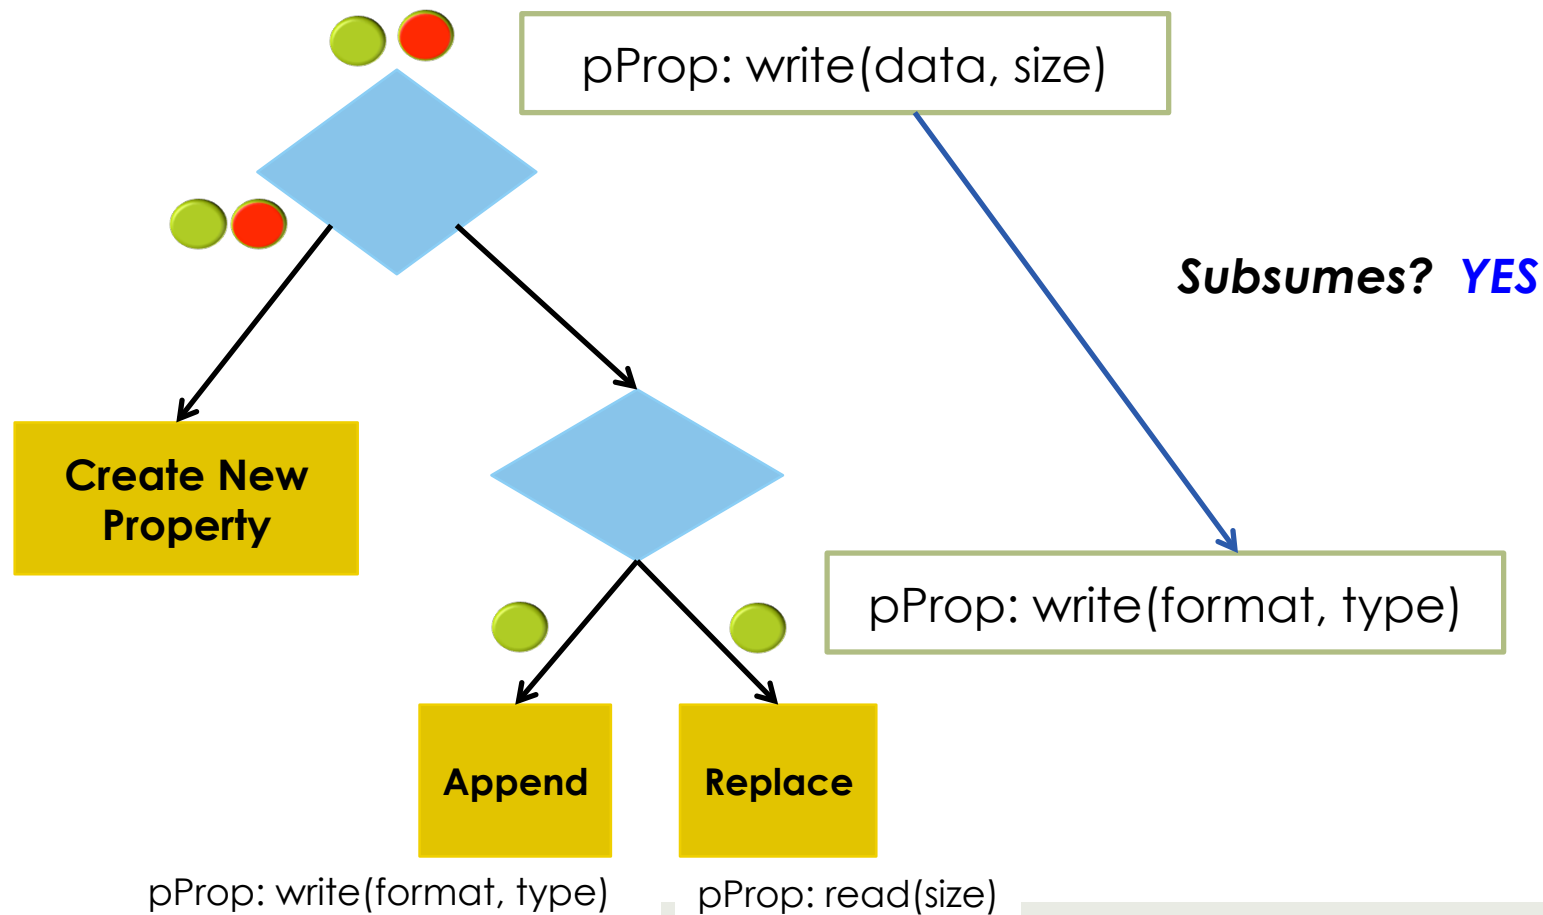 pProp: write(data, size)
Subsumes? YES
Create New
Property
pProp: write(format, type)
Append
Replace
pProp: write(format, type)
pProp: read(size)